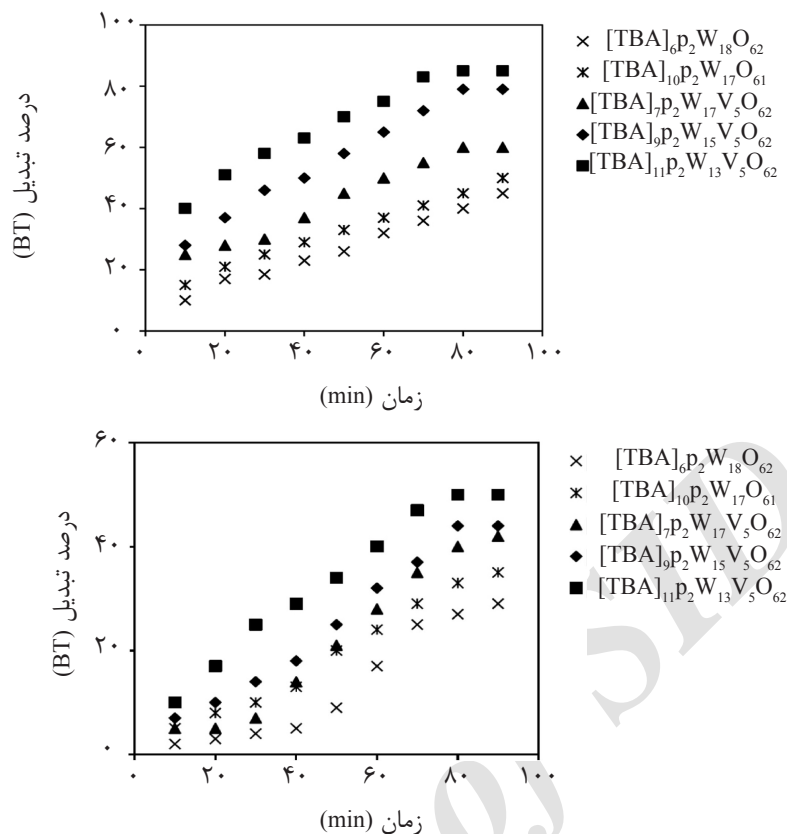 ۱۰۰
۸۰
۶۰
۴۰
۲۰
۰
درصد تبدیل (BT)
۰ ۲۰ ۴۰ ۶۰ ۸۰ ۱۰۰
زمان (min)
[TBA]₆p₂W₁₈O₆₂
[TBA]₁₀p₂W₁₇O₆₁
[TBA]₇p₂W₁₇V₅O₆₂
[TBA]₉p₂W₁₅V₅O₆₂
[TBA]₁₁p₂W₁₃V₅O₆₂
۶۰
۴۰
۲۰
۰
درصد تبدیل (BT)
۰ ۲۰ ۴۰ ۶۰ ۸۰ ۱۰۰
زمان (min)
[TBA]₆p₂W₁₈O₆₂
[TBA]₁₀p₂W₁₇O₆₁
[TBA]₇p₂W₁₇V₅O₆₂
[TBA]₉p₂W₁₅V₅O₆₂
[TBA]₁₁p₂W₁₃V₅O₆₂
SID